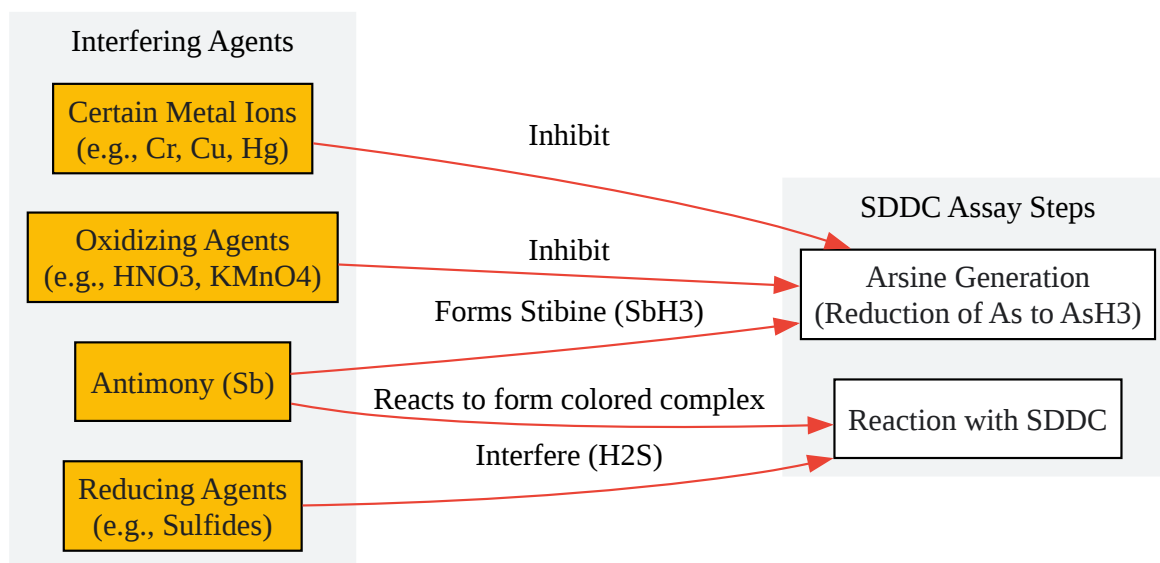 Interfering Agents
Certain Metal Ions
(e.g., Cr, Cu, Hg)
Oxidizing Agents
(e.g., HNO3, KMnO4)
Antimony (Sb)
Reducing Agents
(e.g., Sulfides)
Inhibit
Inhibit
Forms Stibine (SbH3)
Reacts to form colored complex
Interfere (H2S)
SDDC Assay Steps
Arsine Generation
(Reduction of As to AsH3)
Reaction with SDDC